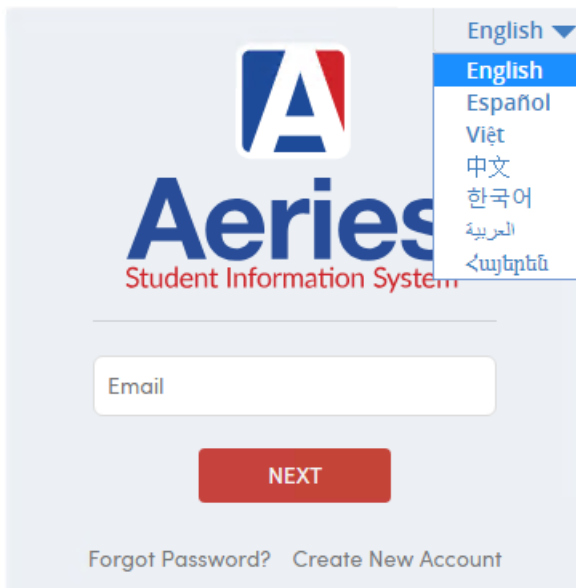 English
English
Español
Việt
中文
한국어
العربية
Հայերեն
A
Aeries
Student Information System
Email
NEXT
Forgot Password? Create New Account